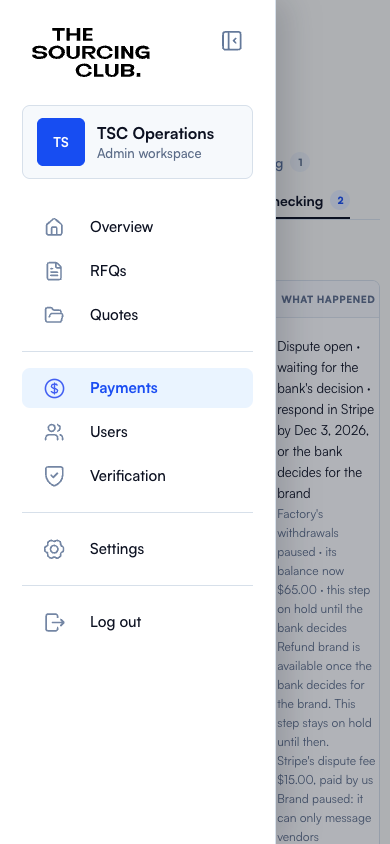 THE
SOURCING
CLUB.
TS
TSC Operations
Admin workspace
Overview
RFQs
Quotes
Payments
Users
Verification
Settings
Log out
1
2
WHAT HAPPENED
Dispute open ·
waiting for the
bank's decision ·
respond in Stripe
by Dec 3, 2026,
or the bank
decides for the
brand
Factory's
withdrawals
paused · its
balance now
$65.00 · this step
on hold until the
bank decides
Refund brand is
available once the
bank decides for
the brand. This
step stays on hold
until then.
Stripe's dispute fee
$15.00, paid by us
Brand paused: it
can only message
vendors